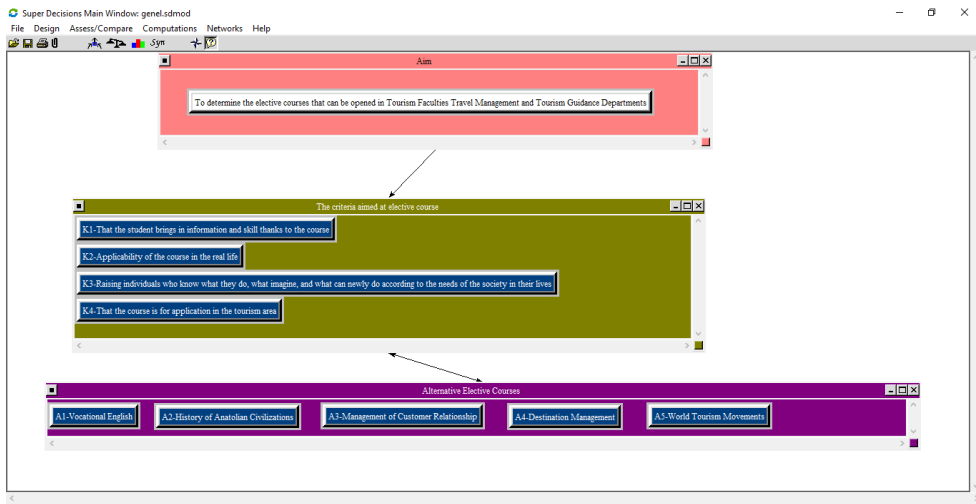 Super Decisions Main Window: genel.sdmod
File Design Assess/Compare Computations Networks Help
Syn
Aim
To determine the elective courses that can be opened in Tourism Faculties Travel Management and Tourism Guidance Departments
The criteria aimed at elective course
K1-That the student brings in information and skill thanks to the course
K2-Applicability of the course in the real life
K3-Raising individuals who know what they do, what imagine, and what can newly do according to the needs of the society in their lives
K4-That the course is for application in the tourism area
Alternative Elective Courses
A1-Vocational English A2-History of Anatolian Civilizations A3-Management of Customer Relationship A4-Destination Management A5-World Tourism Movements